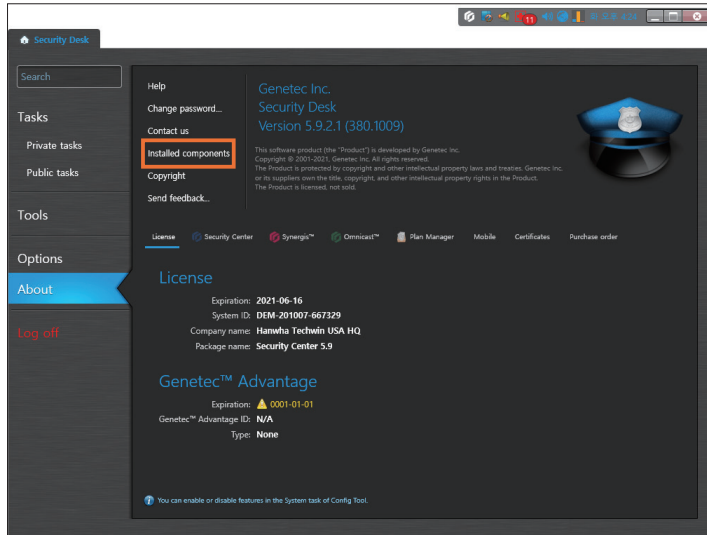 11
Security Desk
Search
Tasks
Private tasks
Public tasks
Tools
Options
About
Log off
Help
Change password...
Contact us
Installed components
Copyright
Send feedback...
Genetec Inc.
Security Desk
Version 5.9.2.1 (380.1009)
This software product (the "Product") is developed by Genetec Inc.
Copyright © 2001-2021, Genetec Inc. All rights reserved.
The Product is protected by copyright and other intellectual property laws and treaties. Genetec Inc.
or its suppliers own the title, copyright, and other intellectual property rights in the Product.
The Product is licensed, not sold.
License
Security Center
Synergis™
Omnicast™
Plan Manager
Mobile
Certificates
Purchase order
License
Expiration: 2021-06-16
System ID: DEM-201007-667329
Company name: Hanwha Techwin USA HQ
Package name: Security Center 5.9
Genetec™ Advantage
Expiration: 0001-01-01
Genetec™ Advantage ID: N/A
Type: None
You can enable or disable features in the System task of Config Tool.